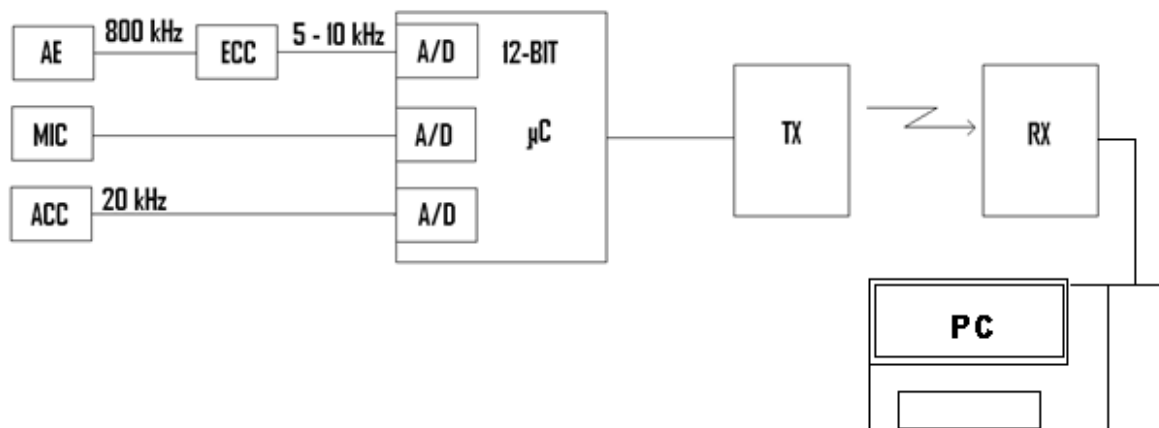 800 kHz
5 - 10 kHz
AE
ECC
A/D
12-BIT
MIC
A/D
µC
TX
RX
ACC
20 kHz
A/D
PC